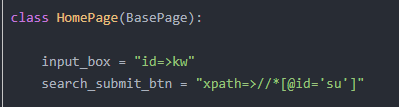 class HomePage(BasePage):
input_box = "id=>kw"
search_submit_btn = "xpath=>//*[@id='su']"